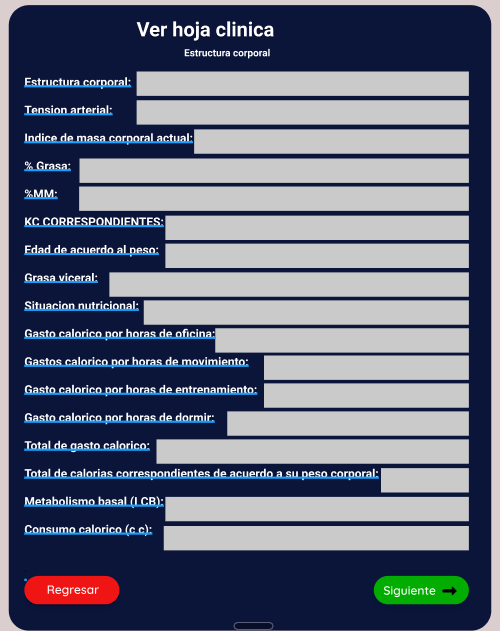 Ver hoja clinica
Estructura corporal
Estructura corporal:
Tension arterial:
Indice de masa corporal actual:
% Grasa:
%MM:
KC CORRESPONDIENTES:
Edad de acuerdo al peso:
Grasa viceral:
Situacion nutricional:
Gasto calorico por horas de oficina:
Gastos calorico por horas de movimiento:
Gasto calorico por horas de entrenamiento:
Gasto calorico por horas de dormir:
Total de gasto calorico:
Total de calorias correspondientes de acuerdo a su peso corporal:
Metabolismo basal (I CB):
Consumo calorico (c c):
Regresar
Siguiente